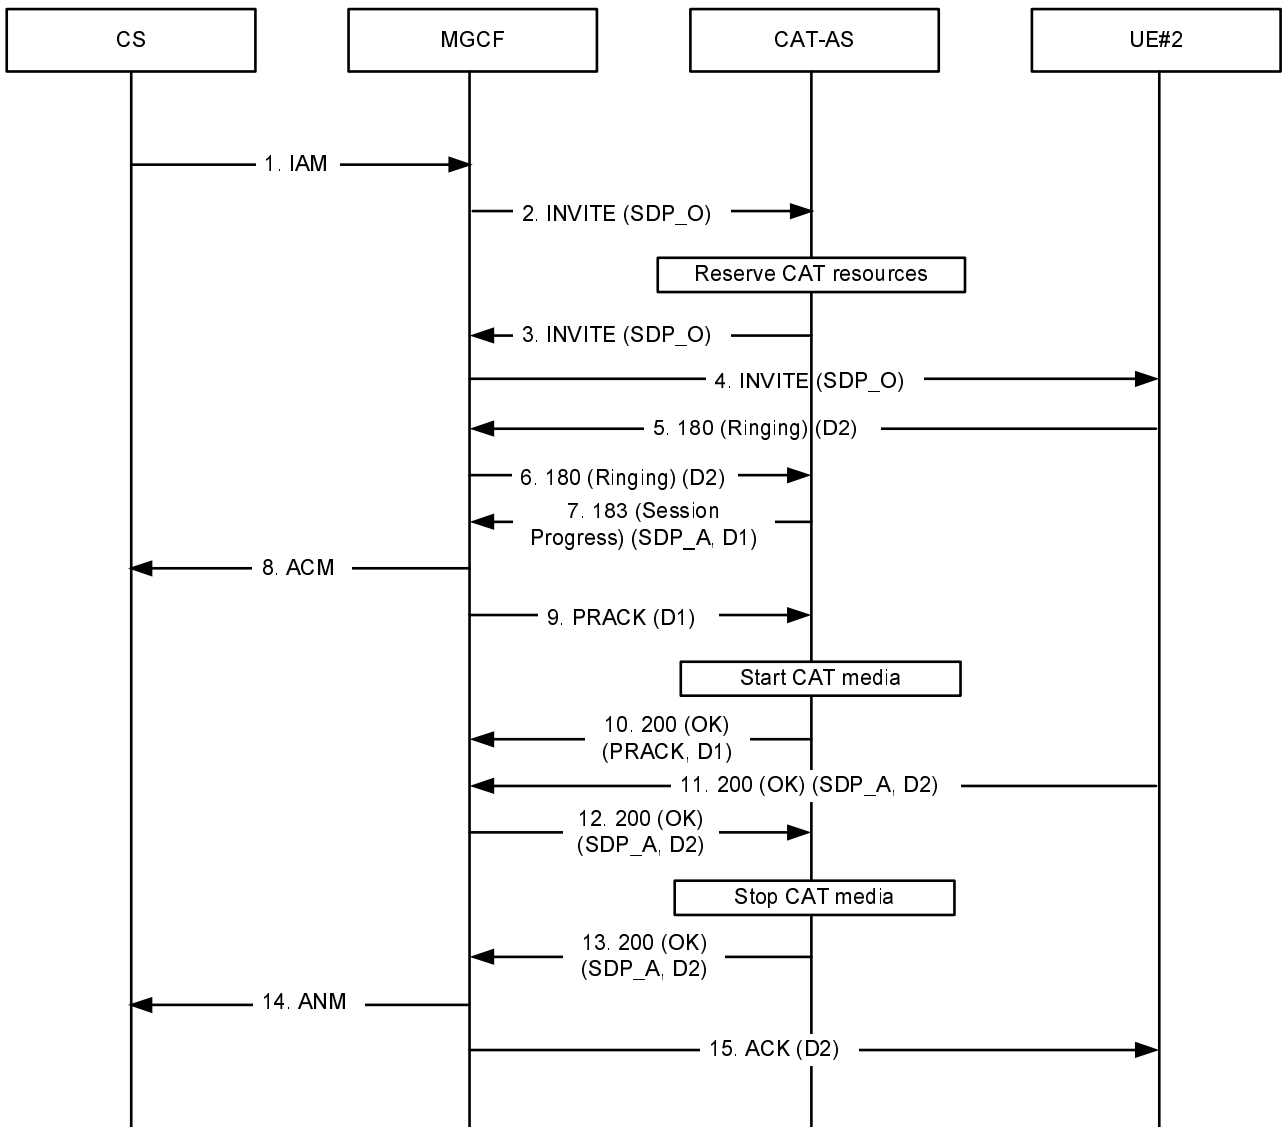 CS
MGCF
CAT-AS
UE#2
1. IAM
2. INVITE (SDP_O)
Reserve CAT resources
3. INVITE (SDP_O)
4. INVITE (SDP_O)
5. 180 (Ringing) (D2)
6. 180 (Ringing) (D2)
7. 183 (Session
Progress) (SDP_A, D1)
8. ACM
9. PRACK (D1)
Start CAT media
10. 200 (OK)
(PRACK, D1)
11. 200 (OK) (SDP_A, D2)
12. 200 (OK)
(SDP_A, D2)
Stop CAT media
13. 200 (OK)
(SDP_A, D2)
14. ANM
15. ACK (D2)